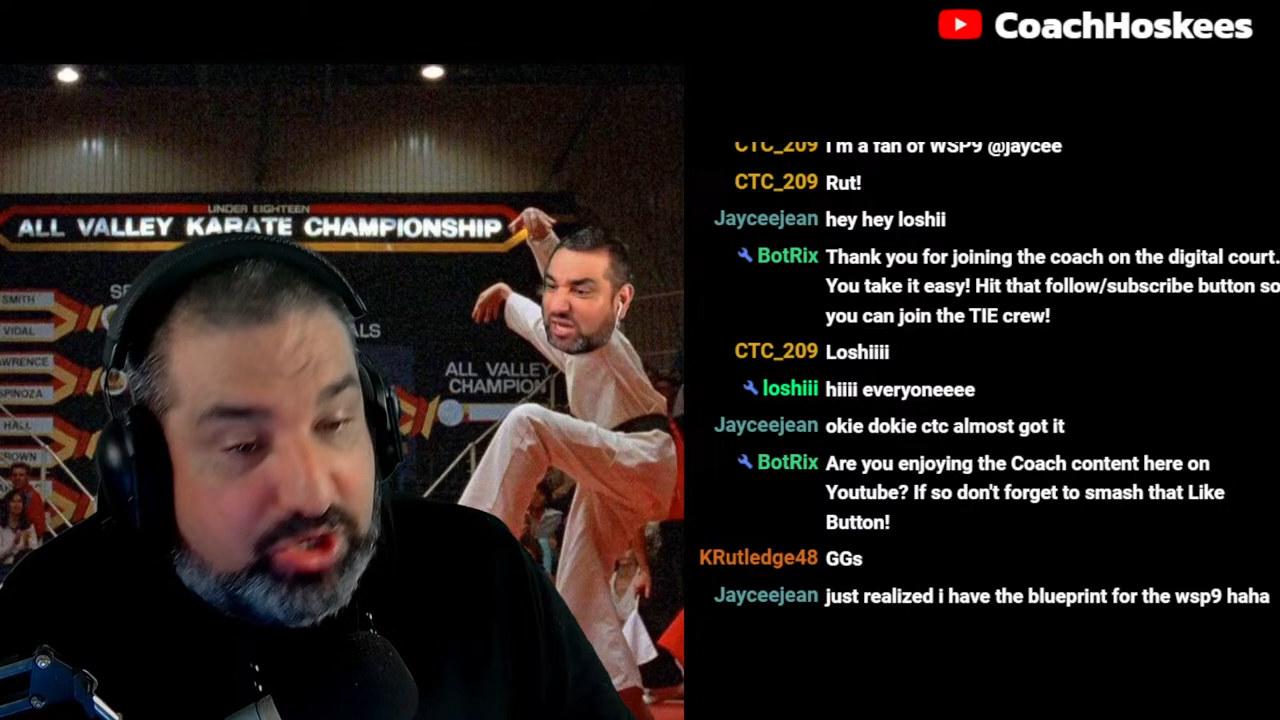 CoachHoskees
CTC_209 I'm a fan of WSP9 @jaycee
CTC_209 Rut!
Jayceejean hey hey loshii
BotRix Thank you for joining the coach on the digital court.
You take it easy! Hit that follow/subscribe button so
you can join the TIE crew!
CTC_209 Loshiiii
loshiii hiiii everyoneeee
Jayceejean okie dokie ctc almost got it
BotRix Are you enjoying the Coach content here on
Youtube? If so don't forget to smash that Like
Button!
KRutledge48 GGs
Jayceejean just realized i have the blueprint for the wsp9 haha
UNDER EIGHTEEN
ALL VALLEY KARATE CHAMPIONSHIP
SMITH
VIDAL
WRENCE
SPINOZA
HALL
ROWN
ALS
ALL VALLEY
CHAMPION